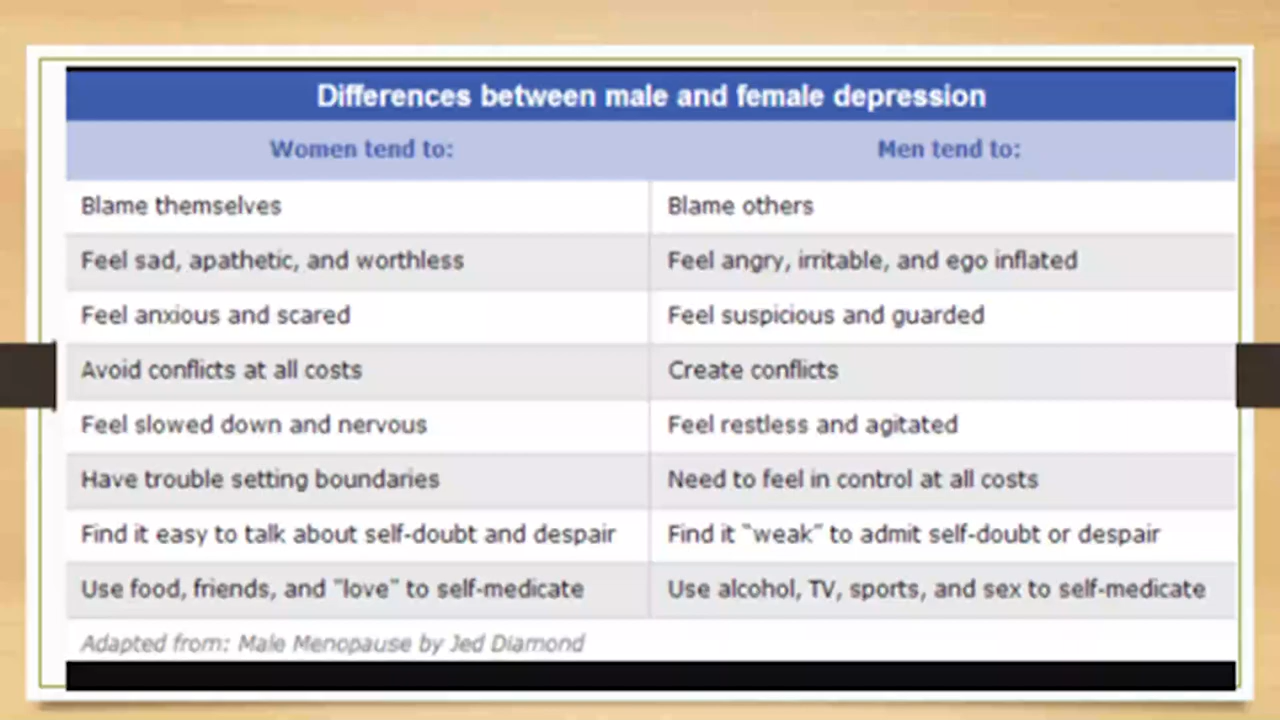 Differences between male and female depression
Women tend to: Men tend to:
Blame themselves Blame others
Feel sad, apathetic, and worthless Feel angry, irritable, and ego inflated
Feel anxious and scared Feel suspicious and guarded
Avoid conflicts at all costs Create conflicts
Feel slowed down and nervous Feel restless and agitated
Have trouble setting boundaries Need to feel in control at all costs
Find it easy to talk about self-doubt and despair Find it “weak” to admit self-doubt or despair
Use food, friends, and "love" to self-medicate Use alcohol, TV, sports, and sex to self-medicate
Adapted from: Male Menopause by Jed Diamond